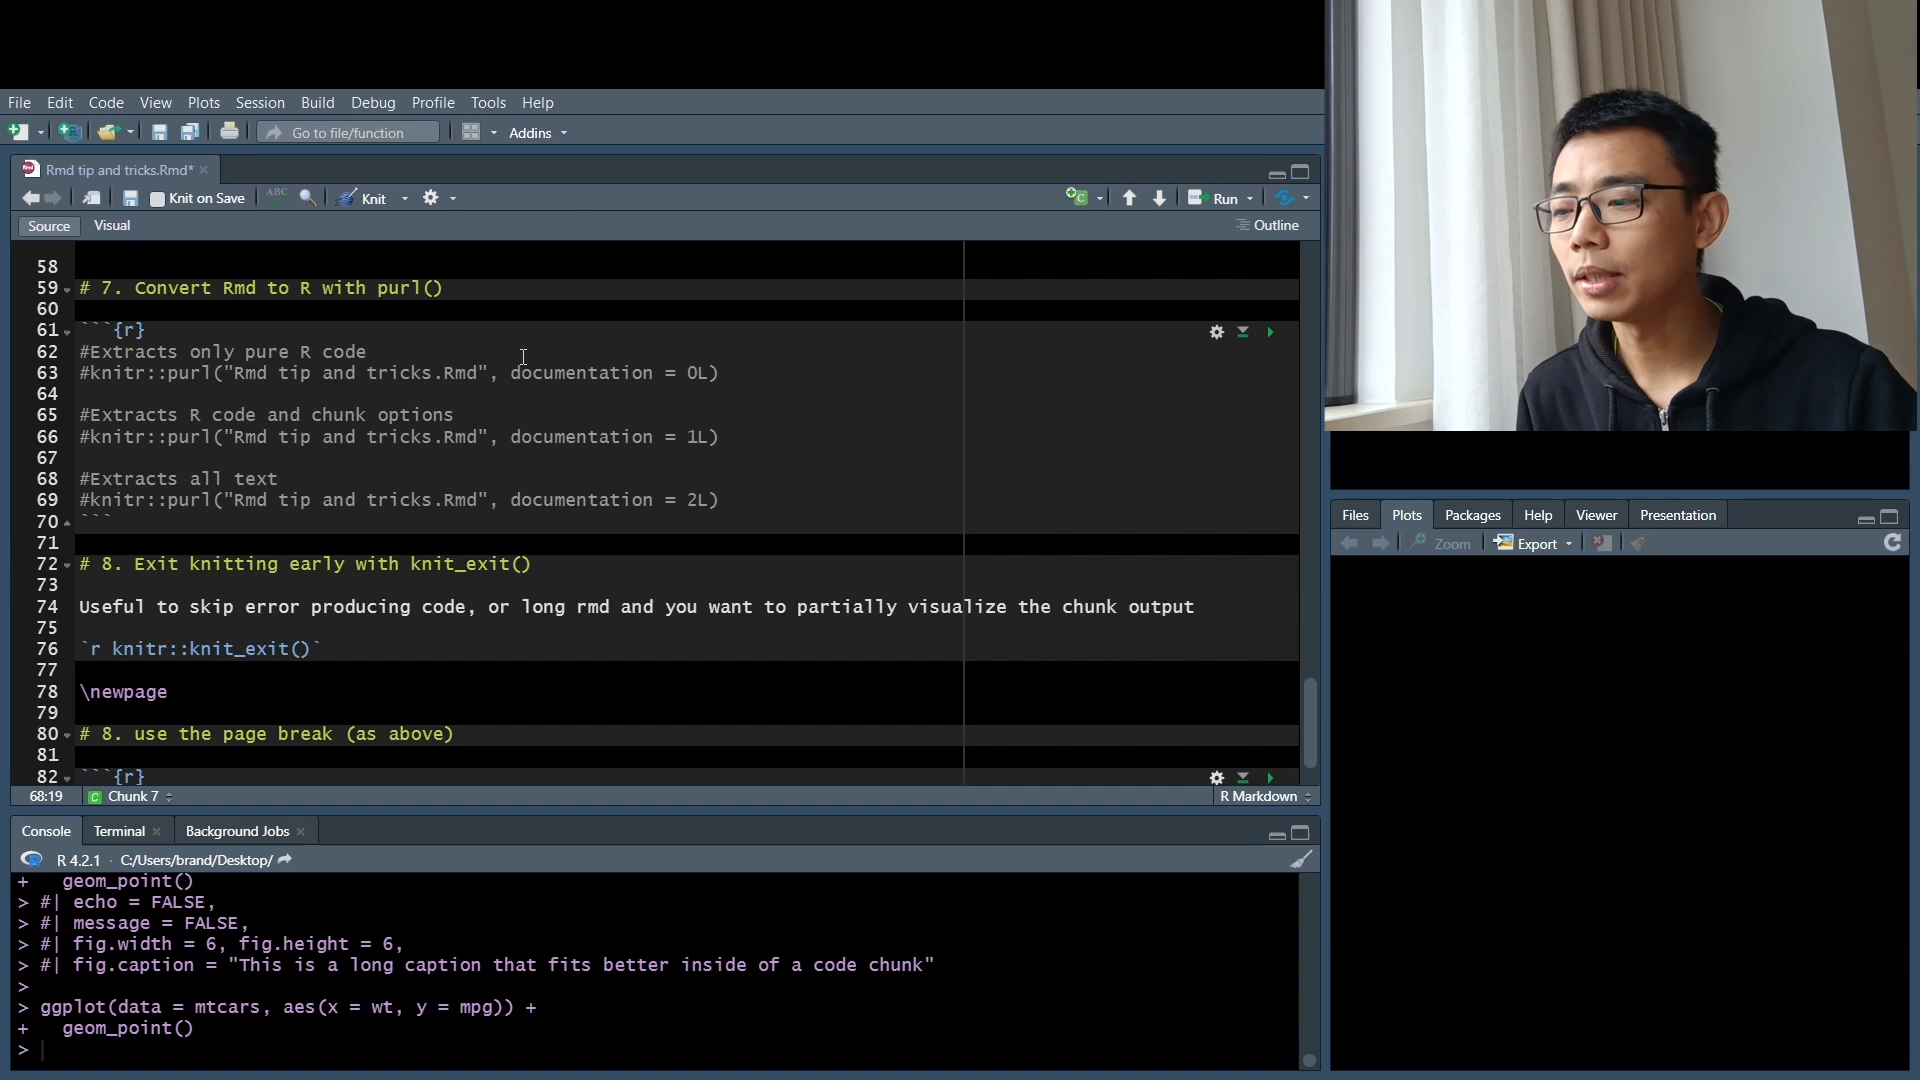 File Edit Code View Plots Session Build Debug Profile Tools Help
Go to file/function Addins
Rmd tip and tricks.Rmd*
Knit on Save ABC Knit Run
Source Visual Outline
58
59 # 7. Convert Rmd to R with purl()
60
61 ```{r}
62 #Extracts only pure R code
63 #knitr::purl("Rmd tip and tricks.Rmd", documentation = 0L)
64
65 #Extracts R code and chunk options
66 #knitr::purl("Rmd tip and tricks.Rmd", documentation = 1L)
67
68 #Extracts all text
69 #knitr::purl("Rmd tip and tricks.Rmd", documentation = 2L)
70 ```
71
72 # 8. Exit knitting early with knit_exit()
73
74 Useful to skip error producing code, or long rmd and you want to partially visualize the chunk output
75
76 `r knitr::knit_exit()`
77
78 \newpage
79
80 # 8. use the page break (as above)
81
82 ```{r}
68:19 C Chunk 7 R Markdown
Console Terminal Background Jobs
R R 4.2.1 · C:/Users/brand/Desktop/
+   geom_point()
> #| echo = FALSE,
> #| message = FALSE,
> #| fig.width = 6, fig.height = 6,
> #| fig.caption = "This is a long caption that fits better inside of a code chunk"
>
> ggplot(data = mtcars, aes(x = wt, y = mpg)) +
+   geom_point()
>
Files Plots Packages Help Viewer Presentation
Zoom Export